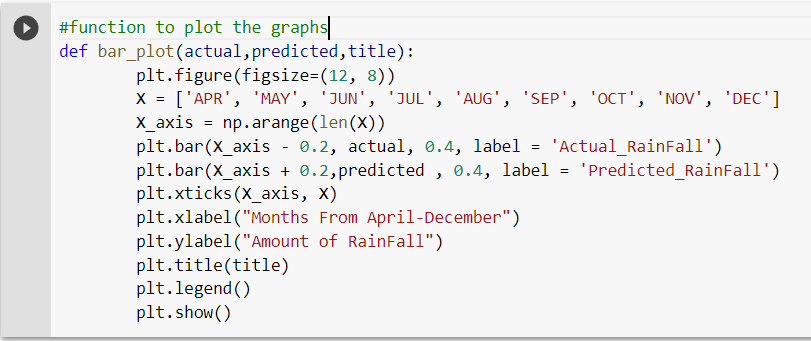 #function to plot the graphs
def bar_plot(actual,predicted,title):
        plt.figure(figsize=(12, 8))
        X = ['APR', 'MAY', 'JUN', 'JUL', 'AUG', 'SEP', 'OCT', 'NOV', 'DEC']
        X_axis = np.arange(len(X))
        plt.bar(X_axis - 0.2, actual, 0.4, label = 'Actual_RainFall')
        plt.bar(X_axis + 0.2,predicted , 0.4, label = 'Predicted_RainFall')
        plt.xticks(X_axis, X)
        plt.xlabel("Months From April-December")
        plt.ylabel("Amount of RainFall")
        plt.title(title)
        plt.legend()
        plt.show()